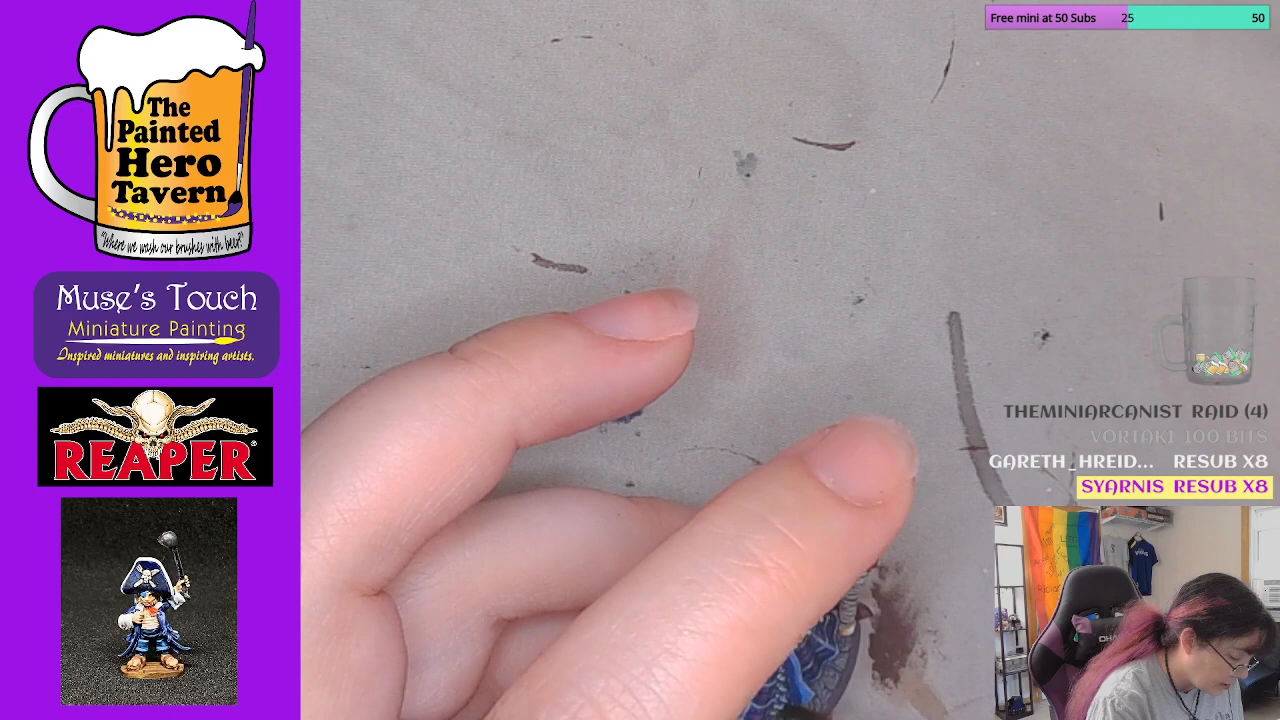 Free mini at 50 Subs 25 50
The
Painted
Hero
Tavern
"Where we wash our brushes with beer!"
Muse's Touch
Miniature Painting
Inspired miniatures and inspiring artists.
REAPER
THEMINIARCANIST RAID (4)
VORTAKI 100 BITS
GARETH_HREID... RESUB X8
SYARNIS RESUB X8